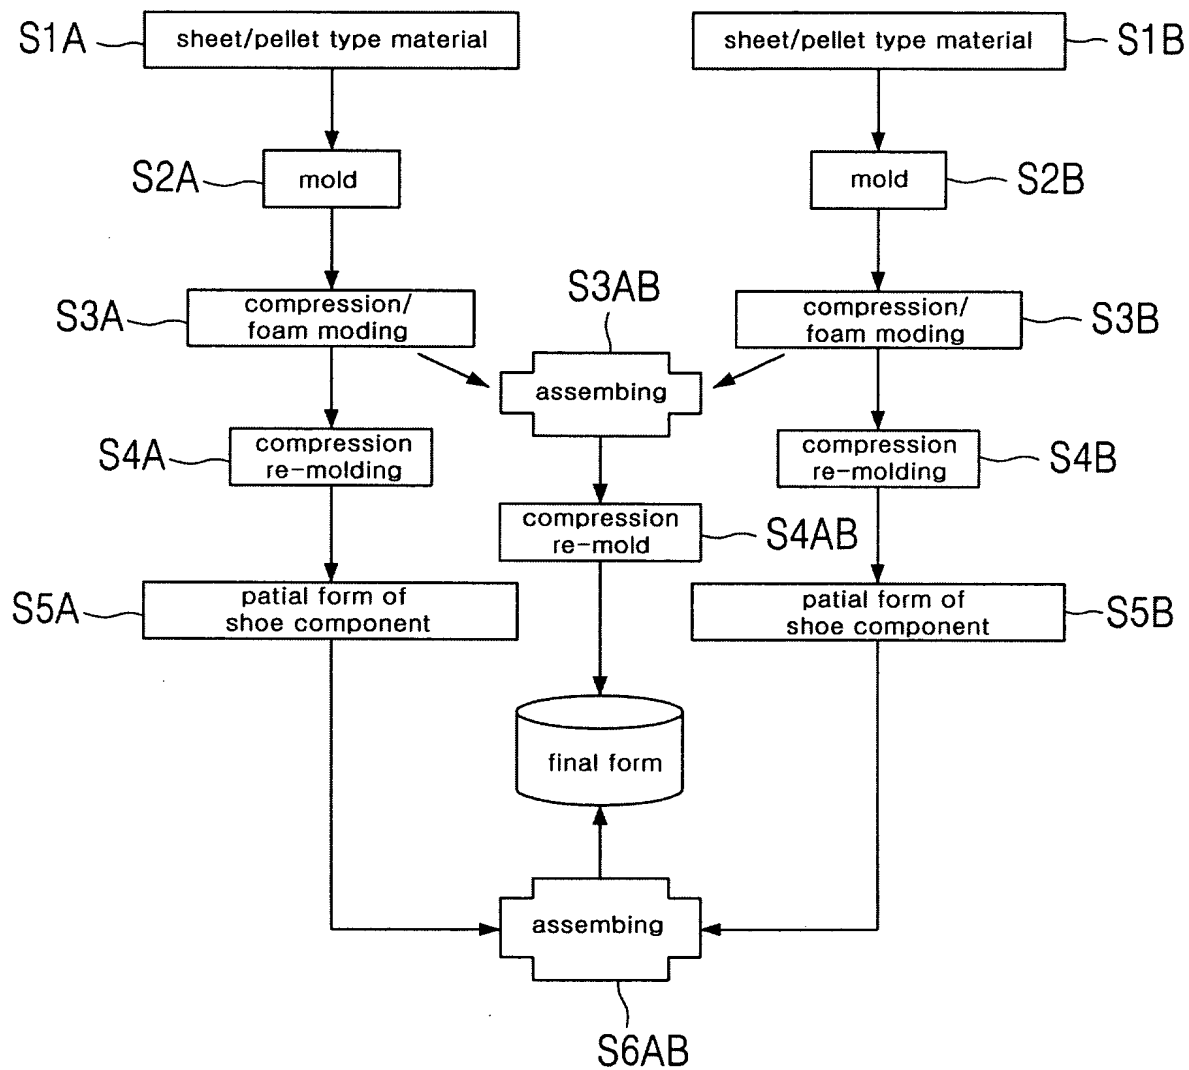 S1A
sheet/pellet type material
sheet/pellet type material
S1B
S2A
mold
mold
S2B
S3A
compression/
foam moding
S3AB
compression/
foam moding
S3B
assembing
S4A
compression
re-molding
compression
re-molding
S4B
compression
re-mold
S4AB
S5A
patial form of
shoe component
patial form of
shoe component
S5B
final form
assembing
S6AB